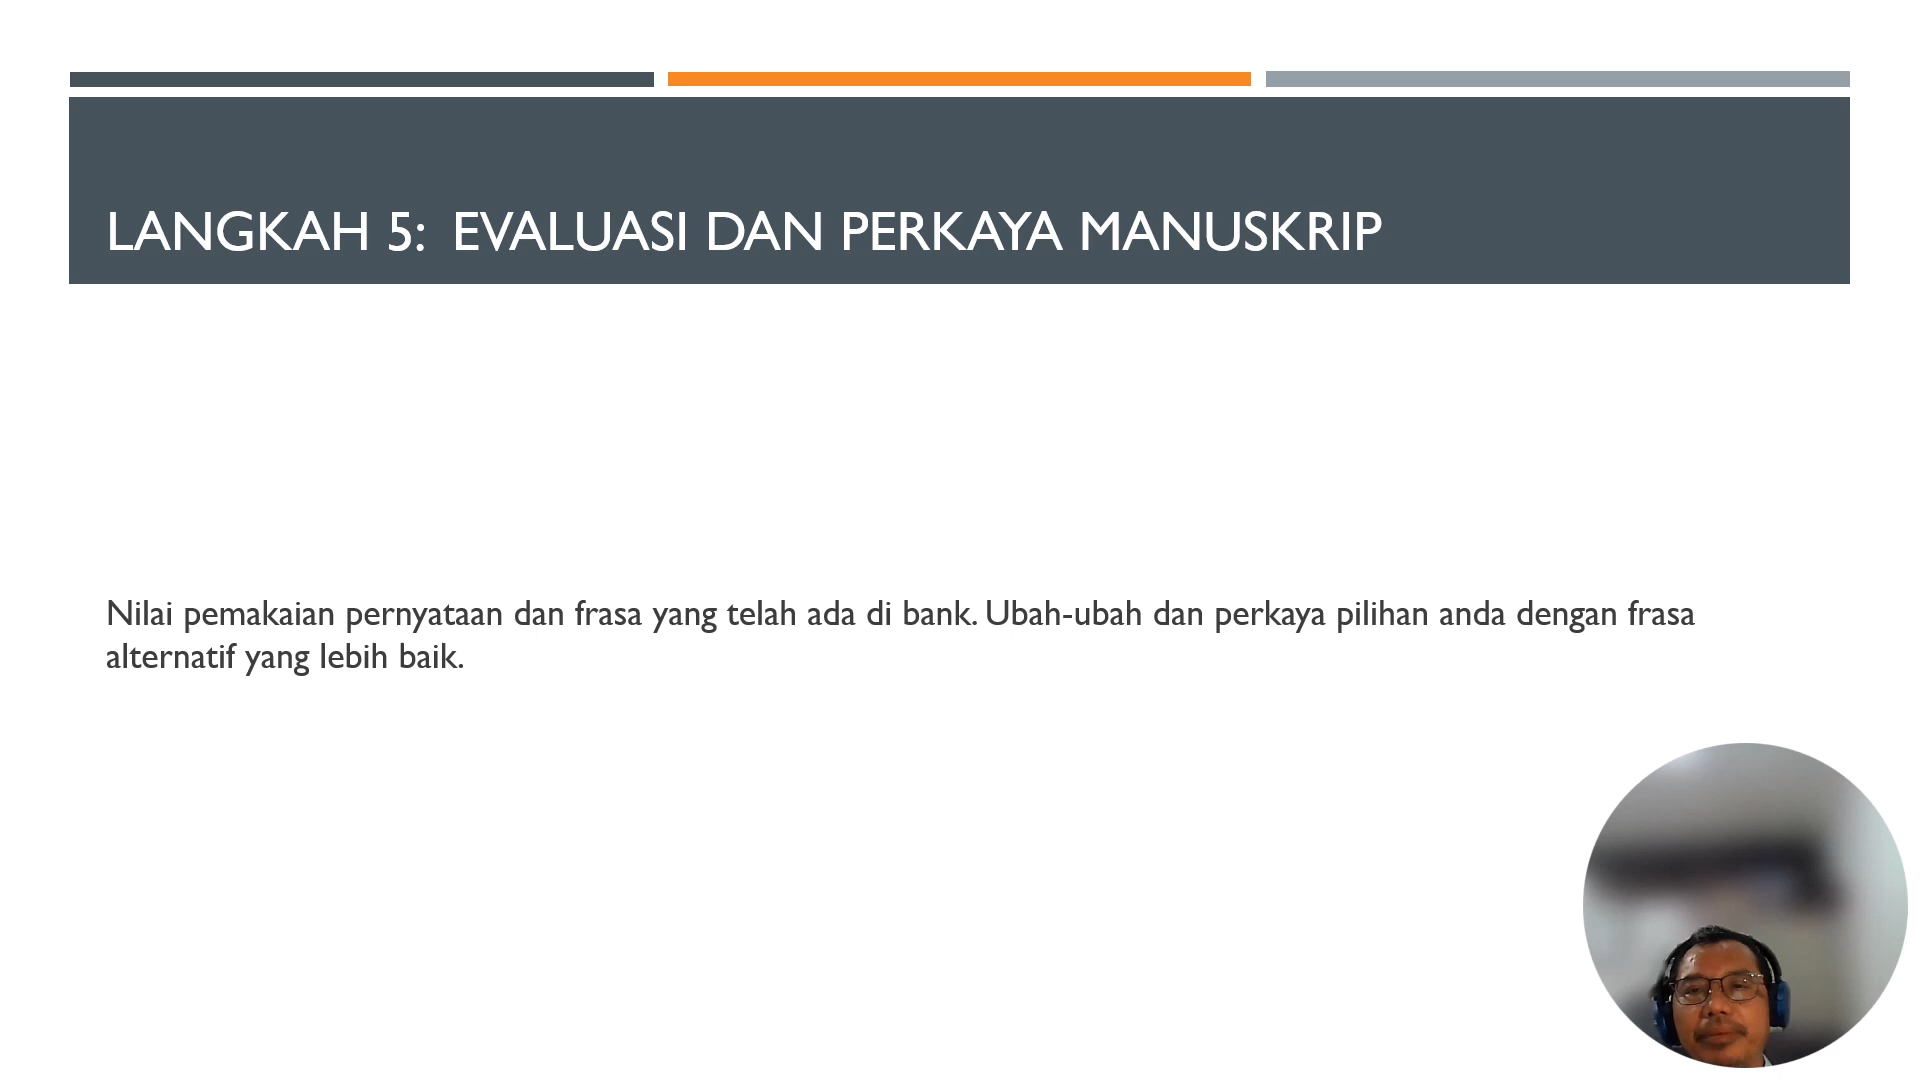 LANGKAH 5:  EVALUASI DAN PERKAYA MANUSKRIP
Nilai pemakaian pernyataan dan frasa yang telah ada di bank. Ubah-ubah dan perkaya pilihan anda dengan frasa
alternatif yang lebih baik.